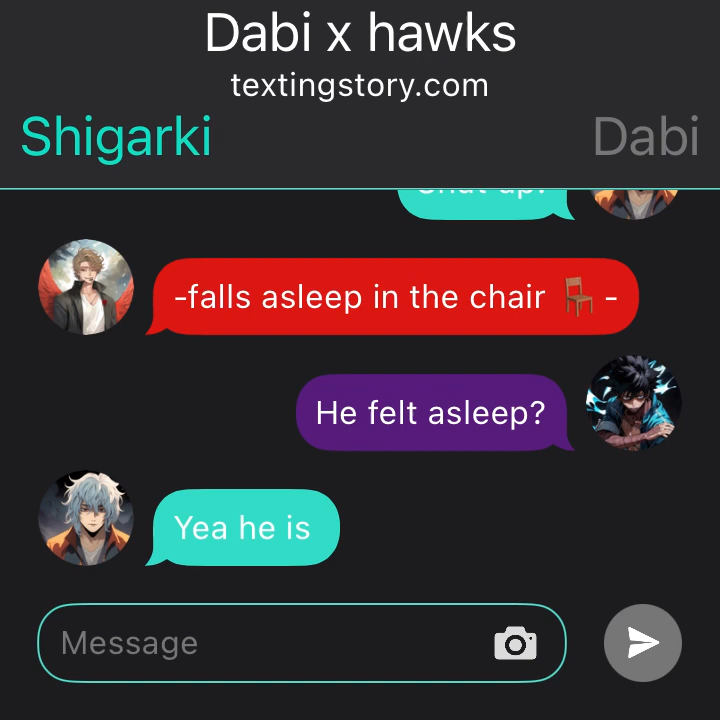 Dabi x hawks
textingstory.com
Shigarki
Dabi
-falls asleep in the chair 🪑 -
He felt asleep?
Yea he is
Message